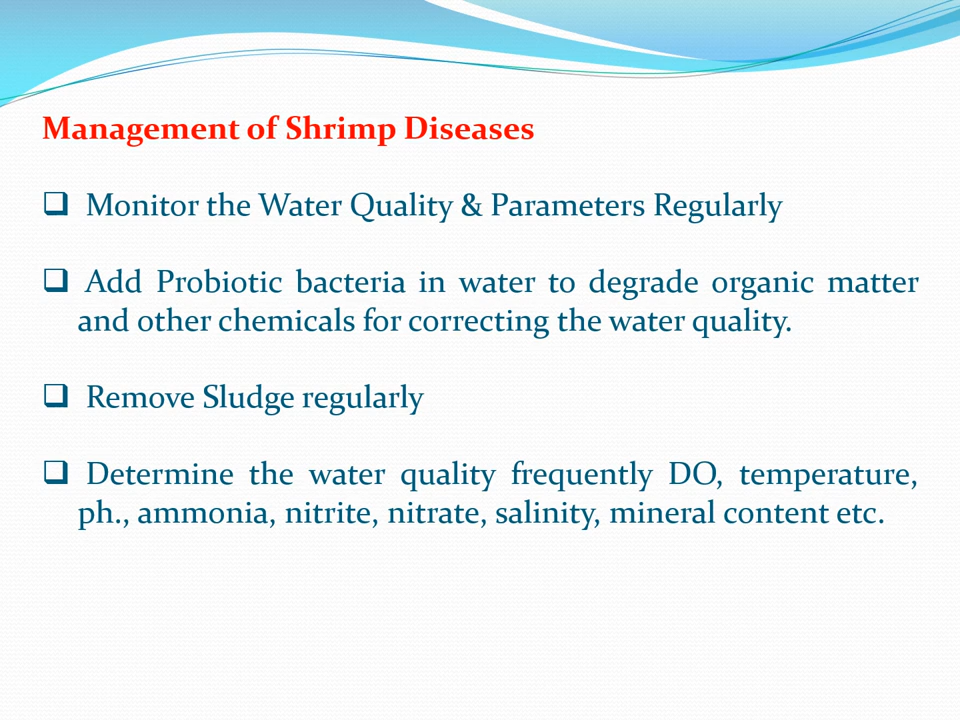 Management of Shrimp Diseases
❑ Monitor the Water Quality & Parameters Regularly
❑ Add Probiotic bacteria in water to degrade organic matter
and other chemicals for correcting the water quality.
❑ Remove Sludge regularly
❑ Determine the water quality frequently DO, temperature,
ph., ammonia, nitrite, nitrate, salinity, mineral content etc.